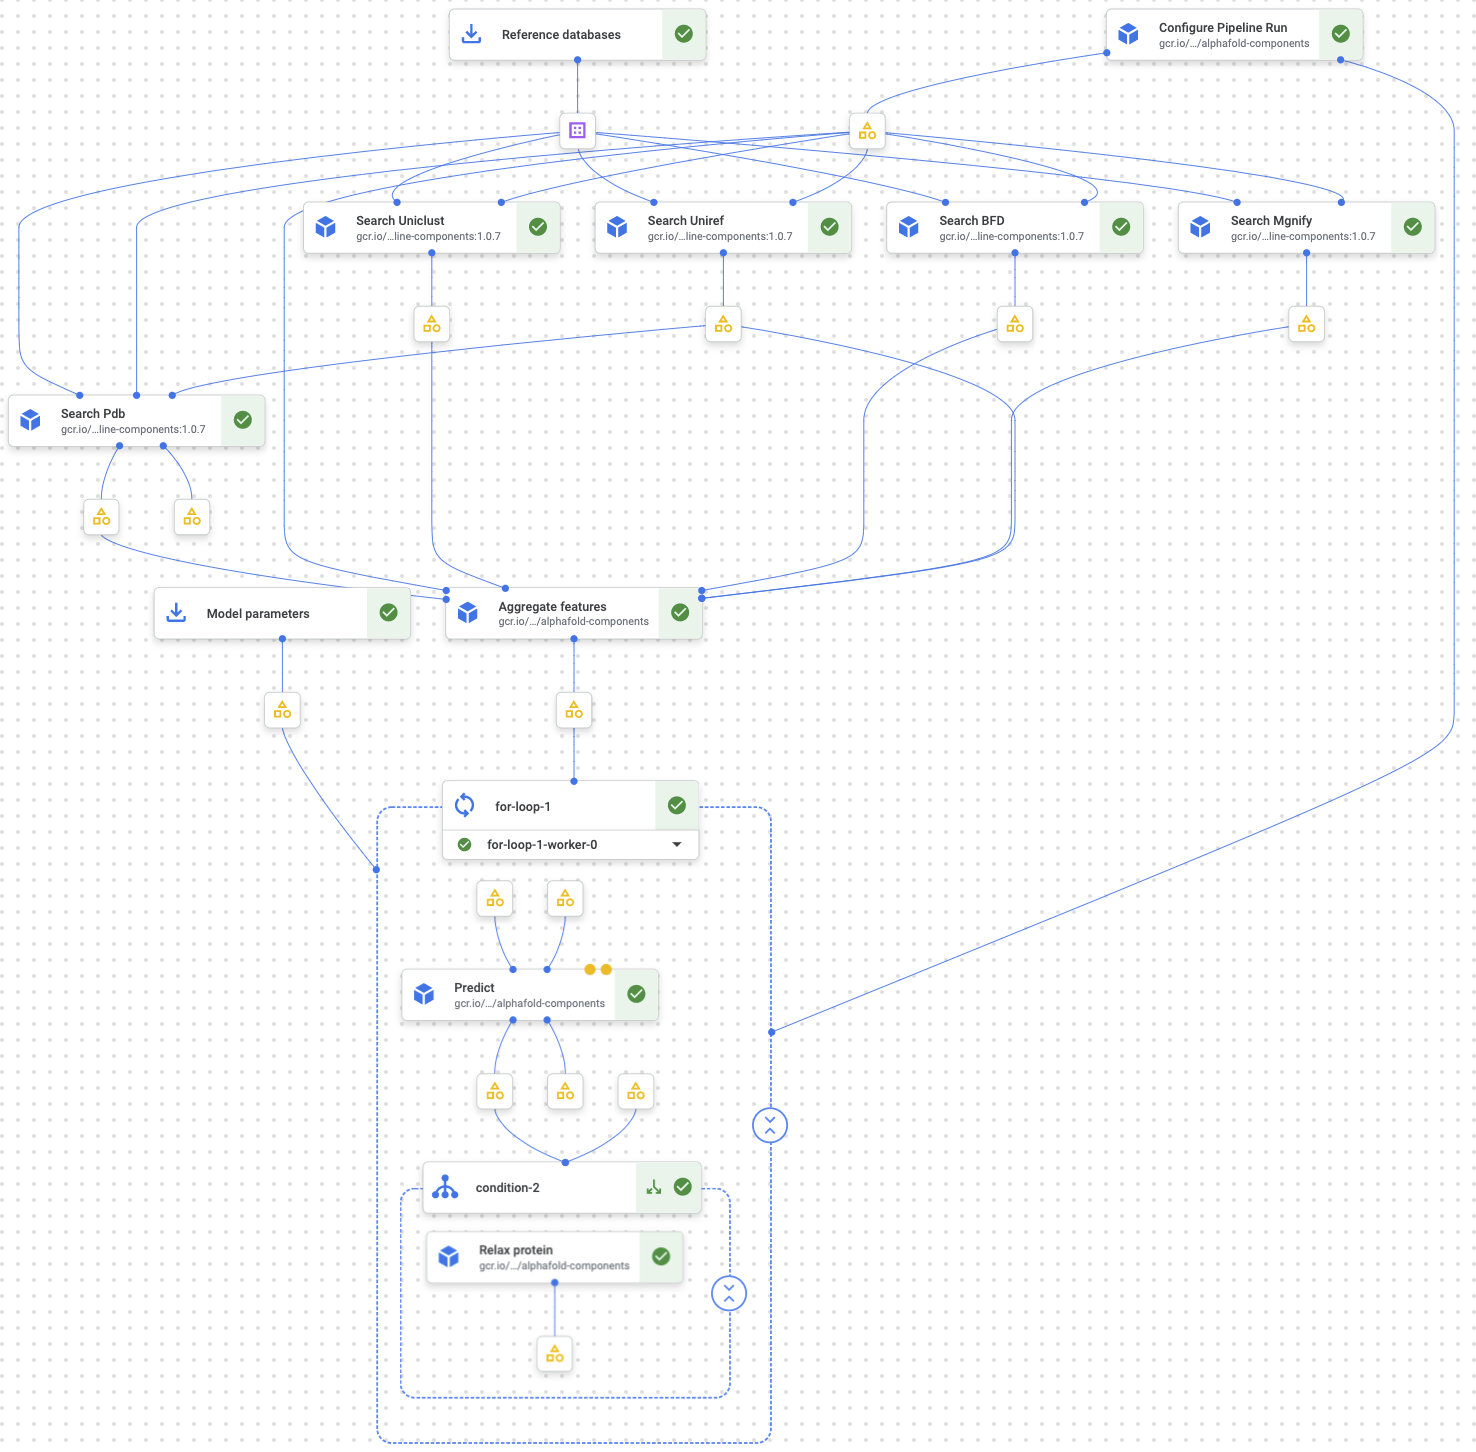 Reference databases
Configure Pipeline Run
gcr.io/.../alphafold-components
Search Uniclust
gcr.io/...line-components:1.0.7
Search Uniref
gcr.io/...line-components:1.0.7
Search BFD
gcr.io/...line-components:1.0.7
Search Mgnify
gcr.io/...line-components:1.0.7
Search Pdb
gcr.io/...line-components:1.0.7
Model parameters
Aggregate features
gcr.io/.../alphafold-components
for-loop-1
for-loop-1-worker-0
Predict
gcr.io/.../alphafold-components
condition-2
Relax protein
gcr.io/.../alphafold-components